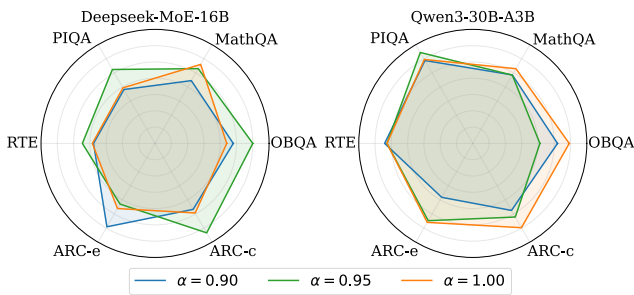 Deepseek-MoE-16B
PIQA
MathQA
RTE
OBQA
ARC-e
ARC-c
Qwen3-30B-A3B
PIQA
MathQA
RTE
OBQA
ARC-e
ARC-c
α = 0.90
α = 0.95
α = 1.00